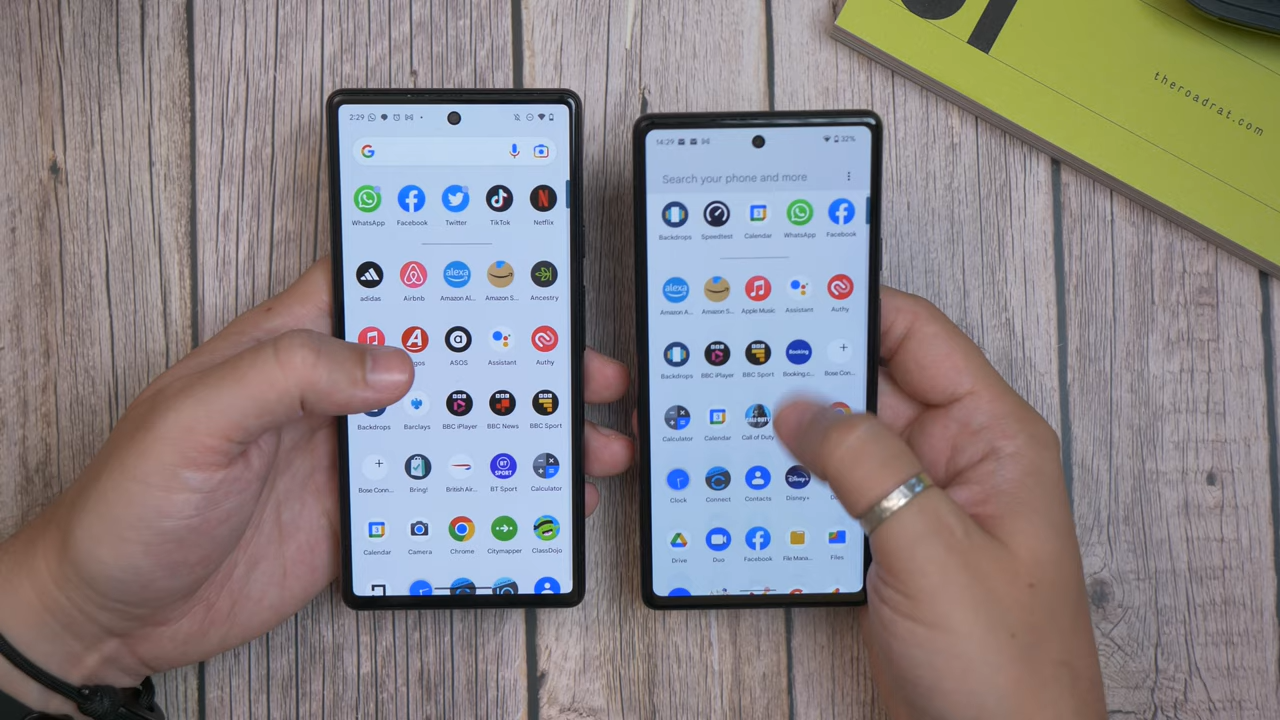 2:29
WhatsApp Facebook Twitter TikTok Netflix
adidas Airbnb Amazon Al... Amazon S... Ancestry
ASOS Assistant Authy
Backdrops Barclays BBC iPlayer BBC News BBC Sport
Bose Conn... Bring! British Air... BT Sport Calculator
Calendar Camera Chrome Citymapper ClassDojo
14:29 32%
Search your phone and more
Backdrops Speedtest Calendar WhatsApp Facebook
Amazon A... Amazon S... Apple Music Assistant Authy
Backdrops BBC iPlayer BBC Sport Booking.c... Bose Con...
Calculator Calendar Call of Duty
Clock Connect Contacts Disney+
Drive Duo Facebook File Mana... Files
theroadrat.com